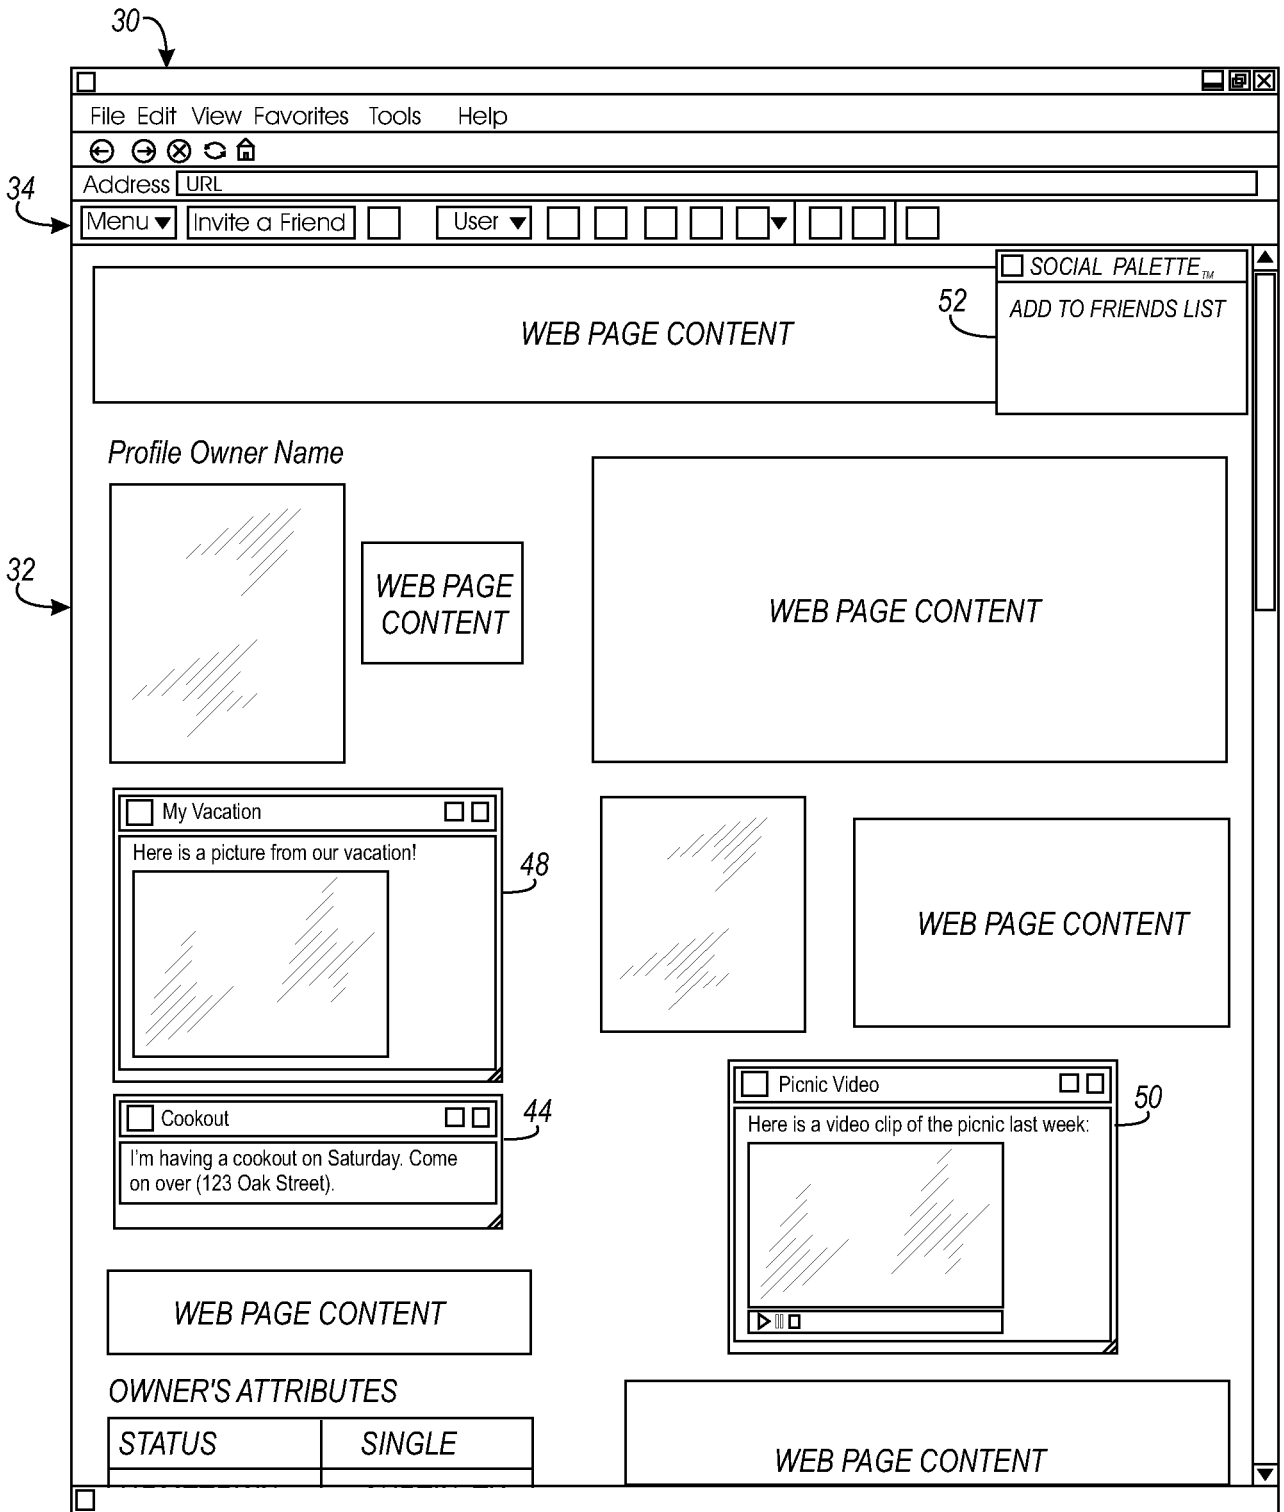 30
File Edit View Favorites Tools Help
Address URL
34
Menu Invite a Friend User
SOCIAL PALETTE TM
52
ADD TO FRIENDS LIST
WEB PAGE CONTENT
Profile Owner Name
32
WEB PAGE
CONTENT
WEB PAGE CONTENT
My Vacation
Here is a picture from our vacation!
48
WEB PAGE CONTENT
Cookout
44
I'm having a cookout on Saturday. Come
on over (123 Oak Street).
Picnic Video
50
Here is a video clip of the picnic last week:
WEB PAGE CONTENT
OWNER'S ATTRIBUTES
STATUS SINGLE
WEB PAGE CONTENT